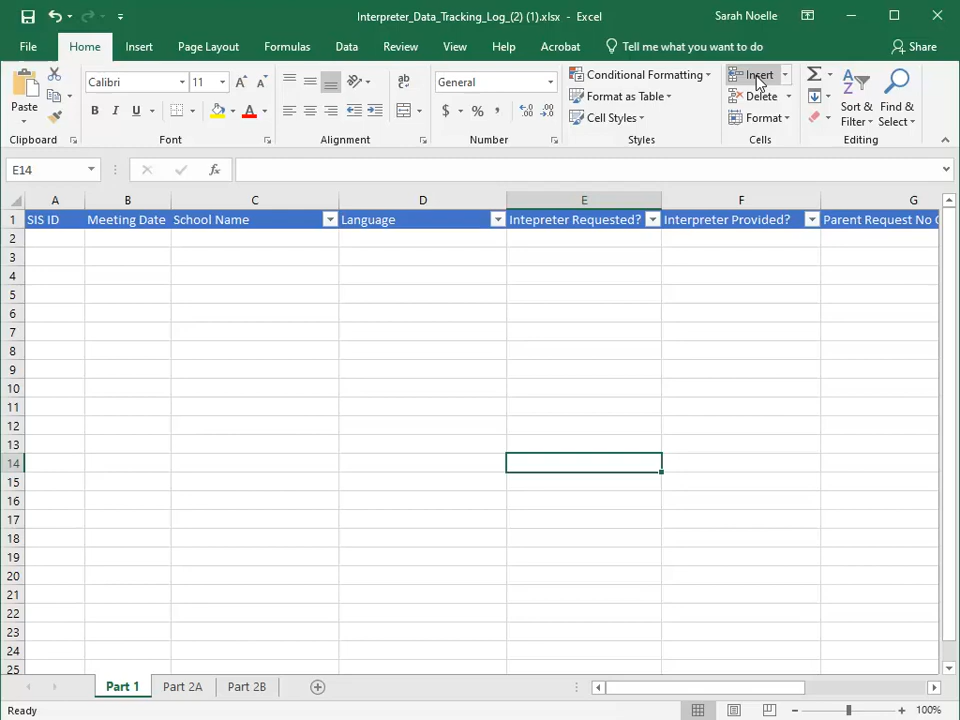 Interpreter_Data_Tracking_Log_(2) (1).xlsx - Excel
Sarah Noelle
File Home Insert Page Layout Formulas Data Review View Help Acrobat Tell me what you want to do Share
Paste
Calibri 11
B I U
General
$ % ,
Conditional Formatting
Format as Table
Cell Styles
Insert
Delete
Format
Sort & Filter
Find & Select
Clipboard Font Alignment Number Styles Cells Editing
E14
fx
A B C D E F G
1 SIS ID Meeting Date School Name Language Intepreter Requested? Interpreter Provided? Parent Request No
2
3
4
5
6
7
8
9
10
11
12
13
14
15
16
17
18
19
20
21
22
23
24
25
Part 1 Part 2A Part 2B
Ready
100%